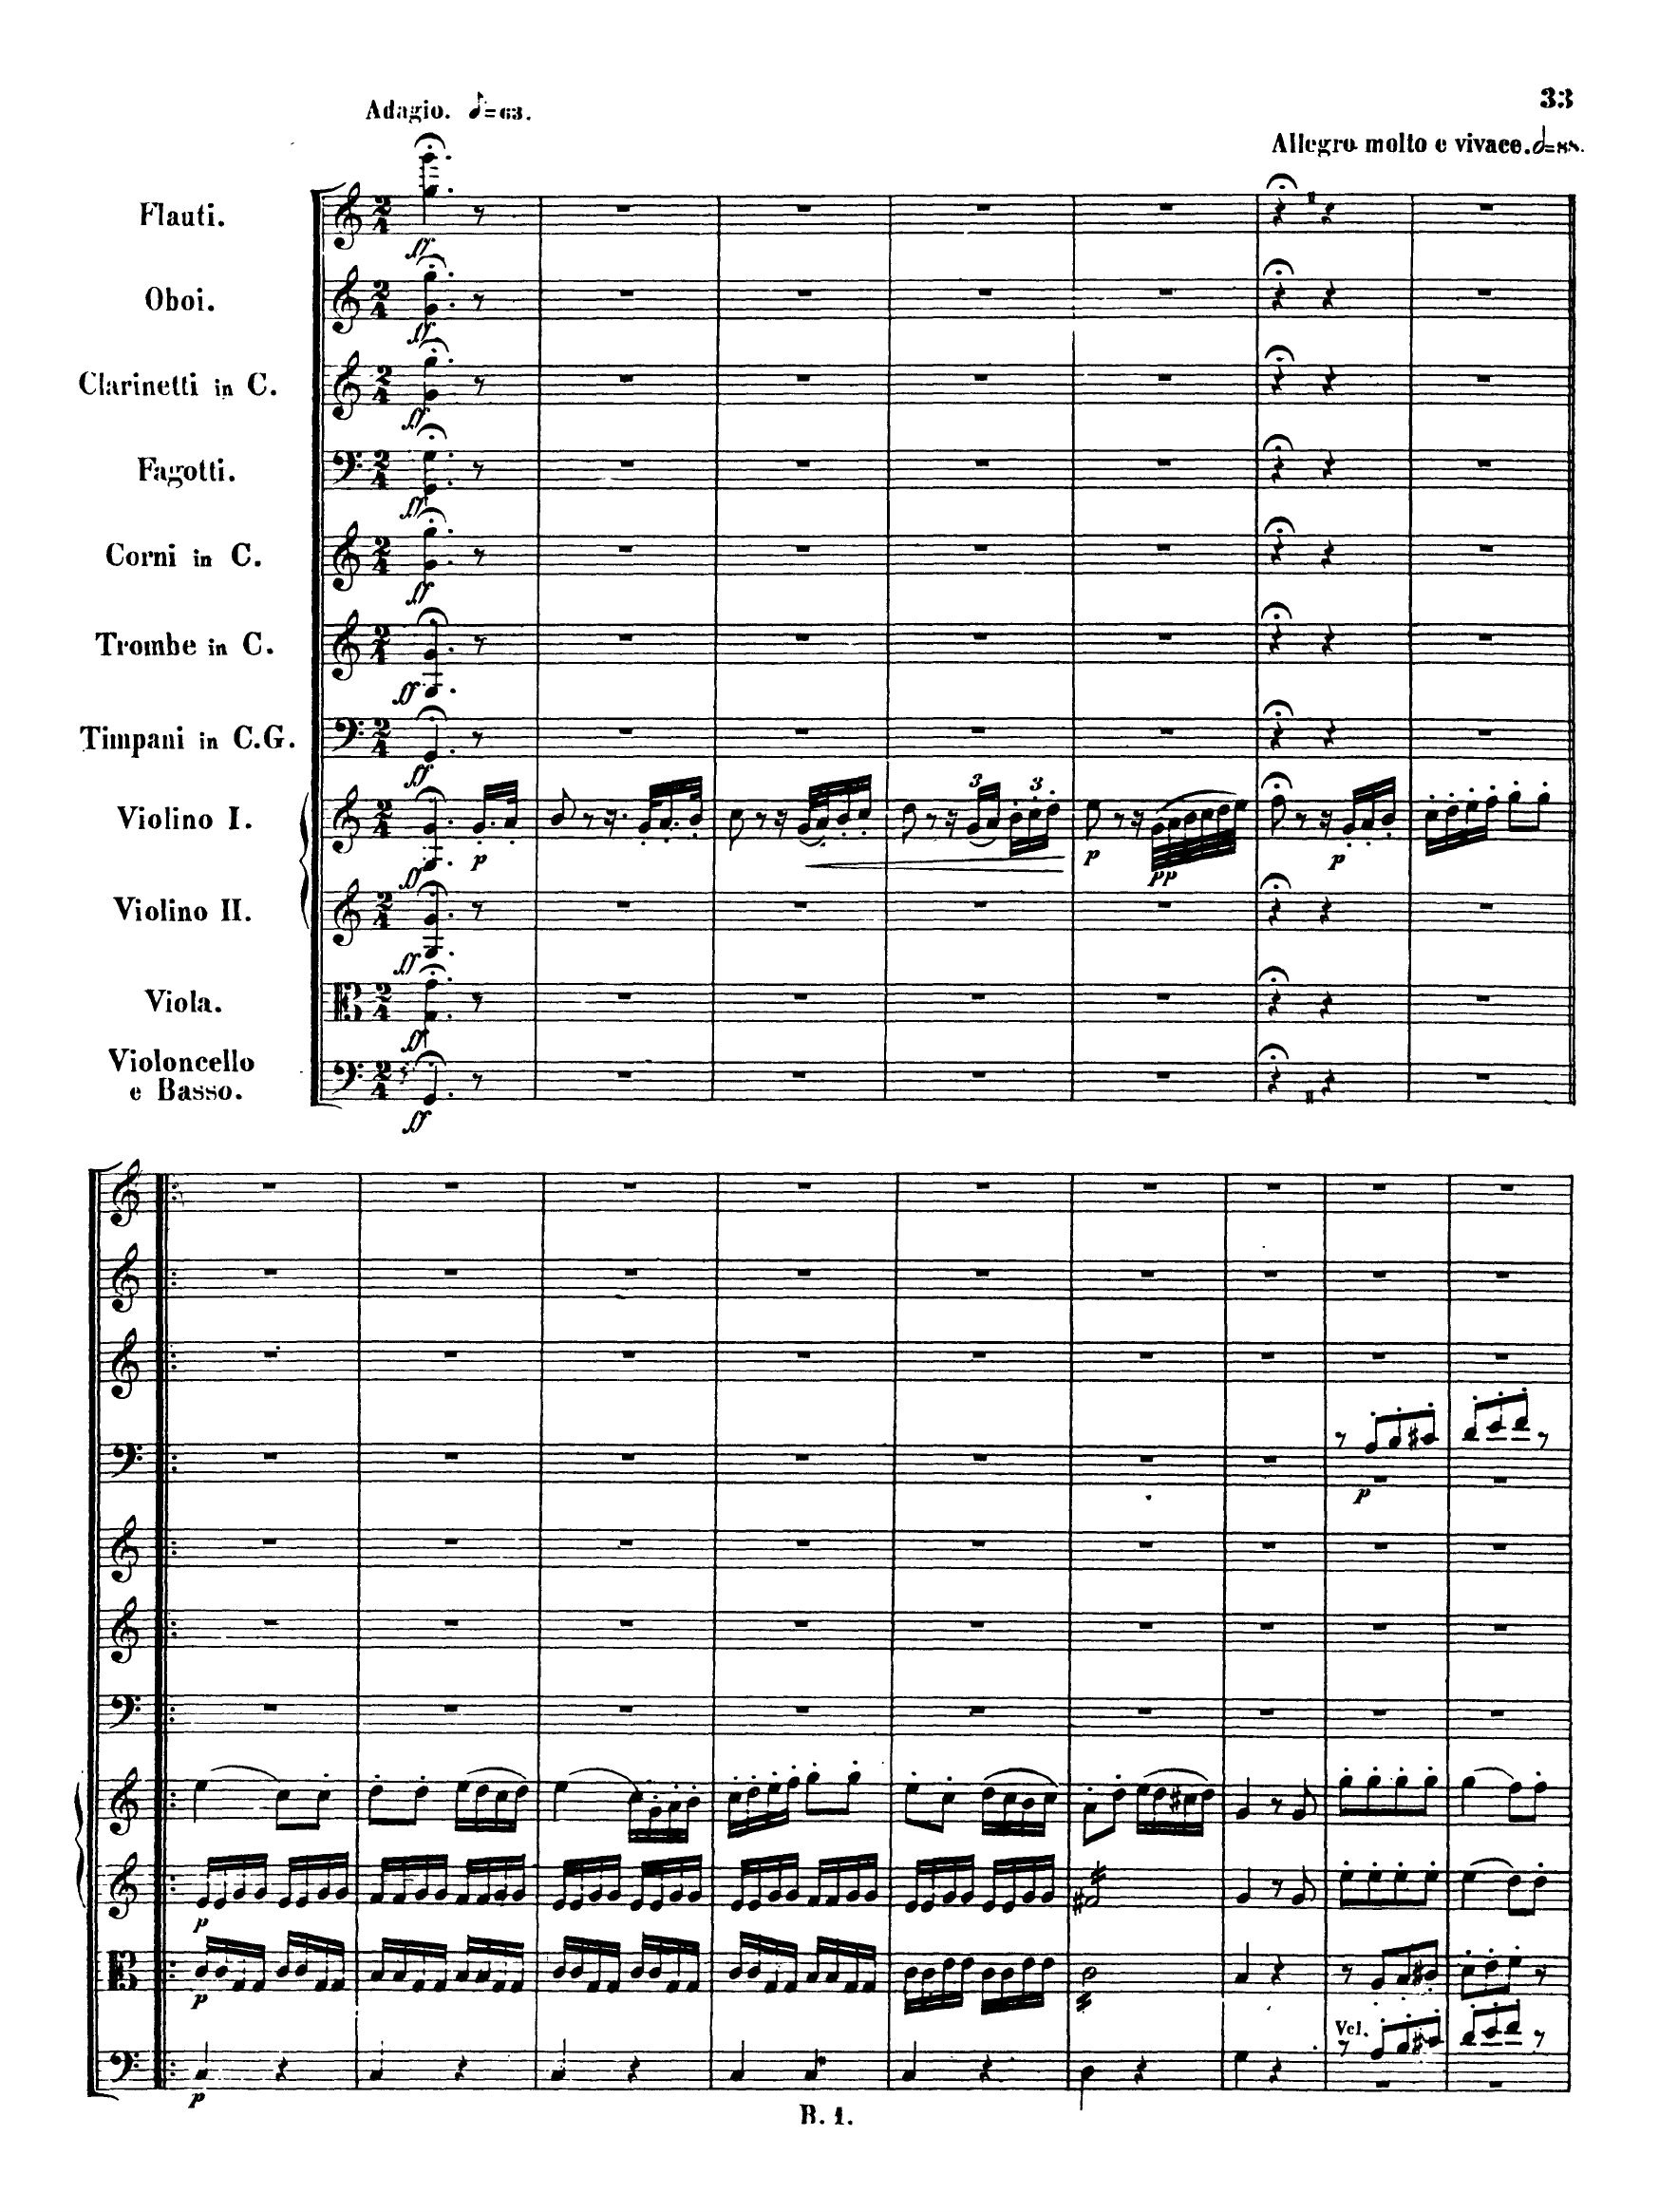 33
Adagio. ♪=63.
Allegro molto e vivace. 𝅗𝅥=88.
Flauti.
Oboi.
Clarinetti in C.
Fagotti.
Corni in C.
Trombe in C.
Timpani in C.G.
Violino I.
Violino II.
Viola.
Violoncello
e Basso.
ff
ff
ff
ff
ff
ff
ff
3 3
p p pp p
ff
ff
ff
ff
p
p
p
Vcl.
p
B. 1.